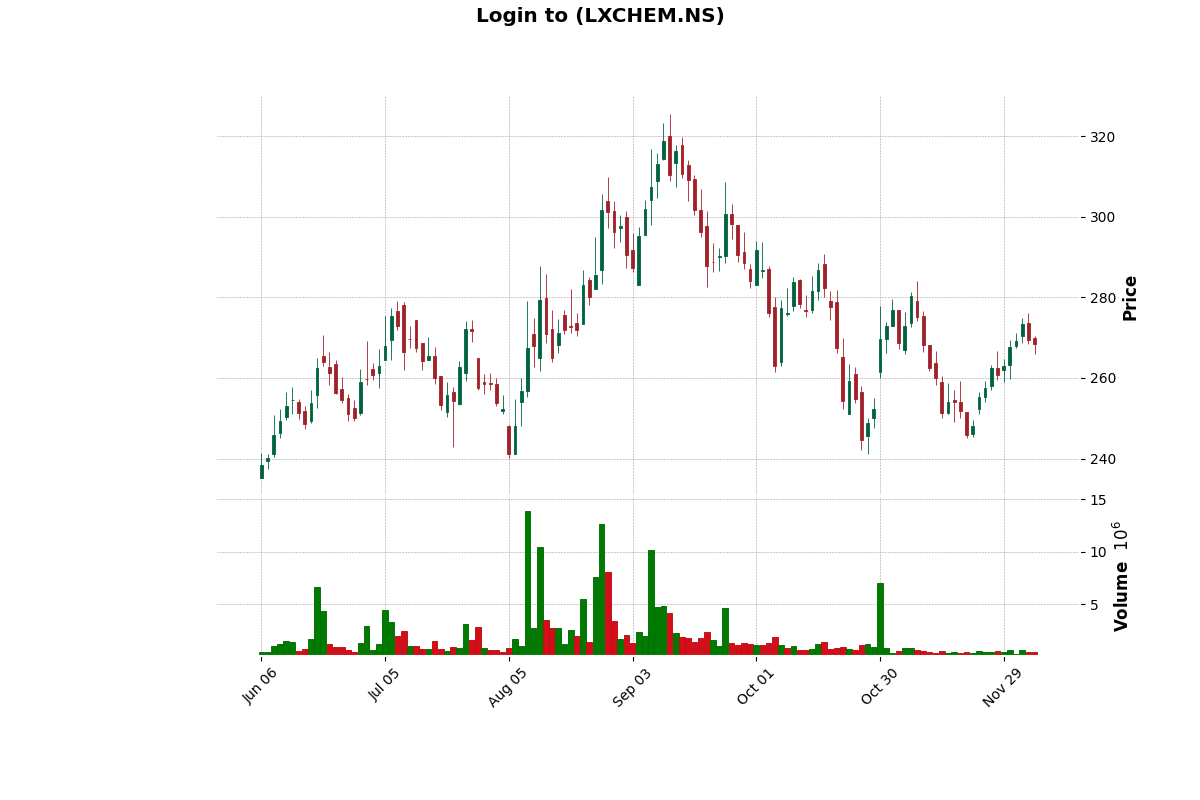 Login to (LXCHEM.NS)
320
300
280
260
240
Price
15
10
5
Volume 10^6
Jun 06
Jul 05
Aug 05
Sep 03
Oct 01
Oct 30
Nov 29